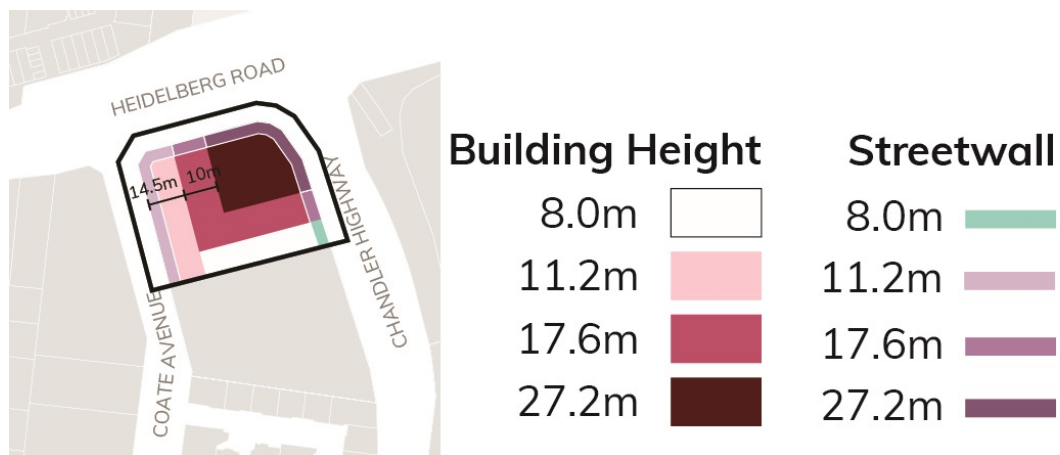 HEIDELBERG ROAD
14.5m
10m
CHANDLER HIGHWAY
COATE AVENUE
Building Height
8.0m
11.2m
17.6m
27.2m
Streetwall
8.0m
11.2m
17.6m
27.2m